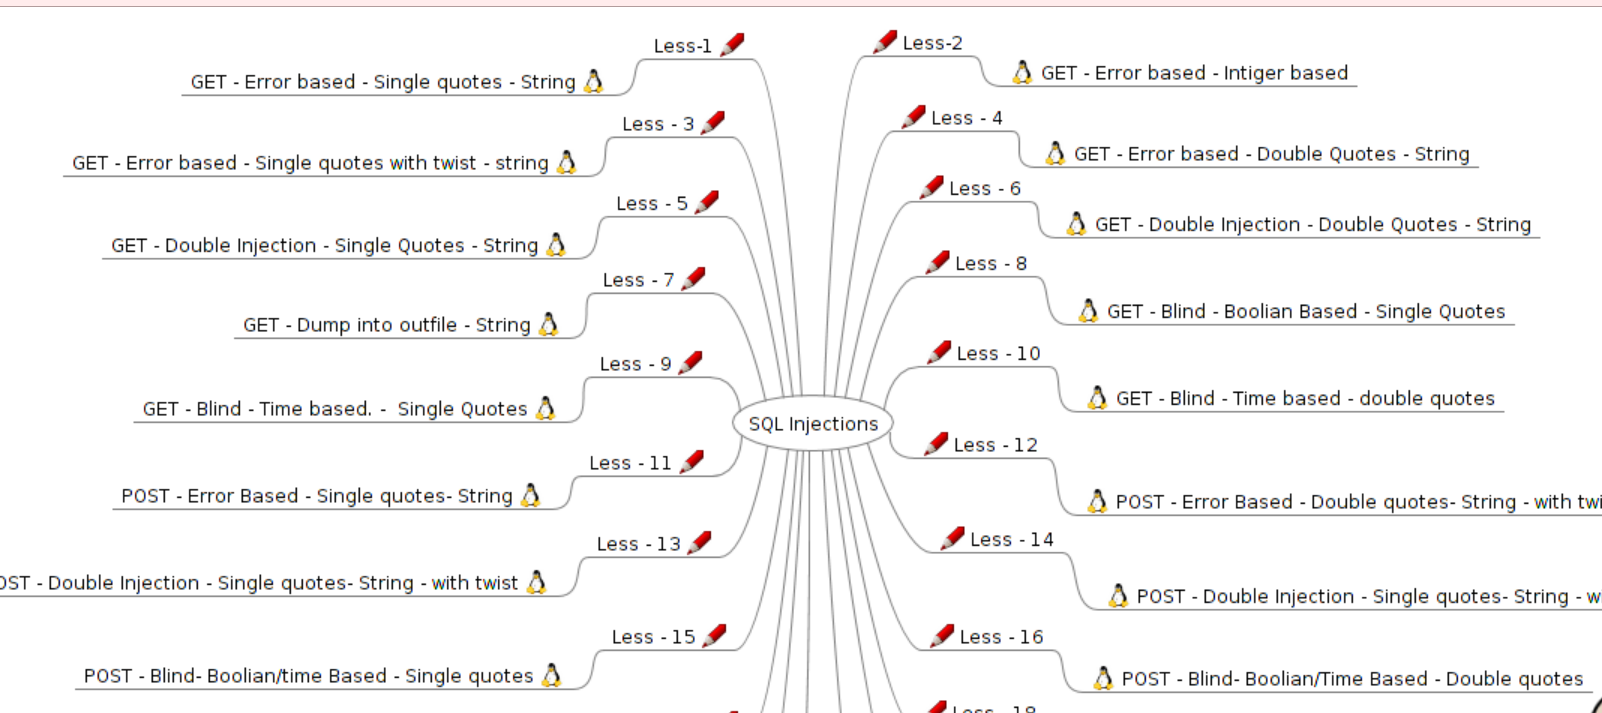 Less-1
GET - Error based - Single quotes - String
Less-2
GET - Error based - Intiger based
Less - 3
GET - Error based - Single quotes with twist - string
Less - 4
GET - Error based - Double Quotes - String
Less - 5
GET - Double Injection - Single Quotes - String
Less - 6
GET - Double Injection - Double Quotes - String
Less - 7
GET - Dump into outfile - String
Less - 8
GET - Blind - Boolian Based - Single Quotes
Less - 9
GET - Blind - Time based. - Single Quotes
Less - 10
GET - Blind - Time based - double quotes
SQL Injections
Less - 11
POST - Error Based - Single quotes- String
Less - 12
POST - Error Based - Double quotes- String - with
Less - 13
- Double Injection - Single quotes- String - with twist
Less - 14
POST - Double Injection - Single quotes- String -
Less - 15
POST - Blind- Boolian/time Based - Single quotes
Less - 16
POST - Blind- Boolian/Time Based - Double quotes
Less - 18